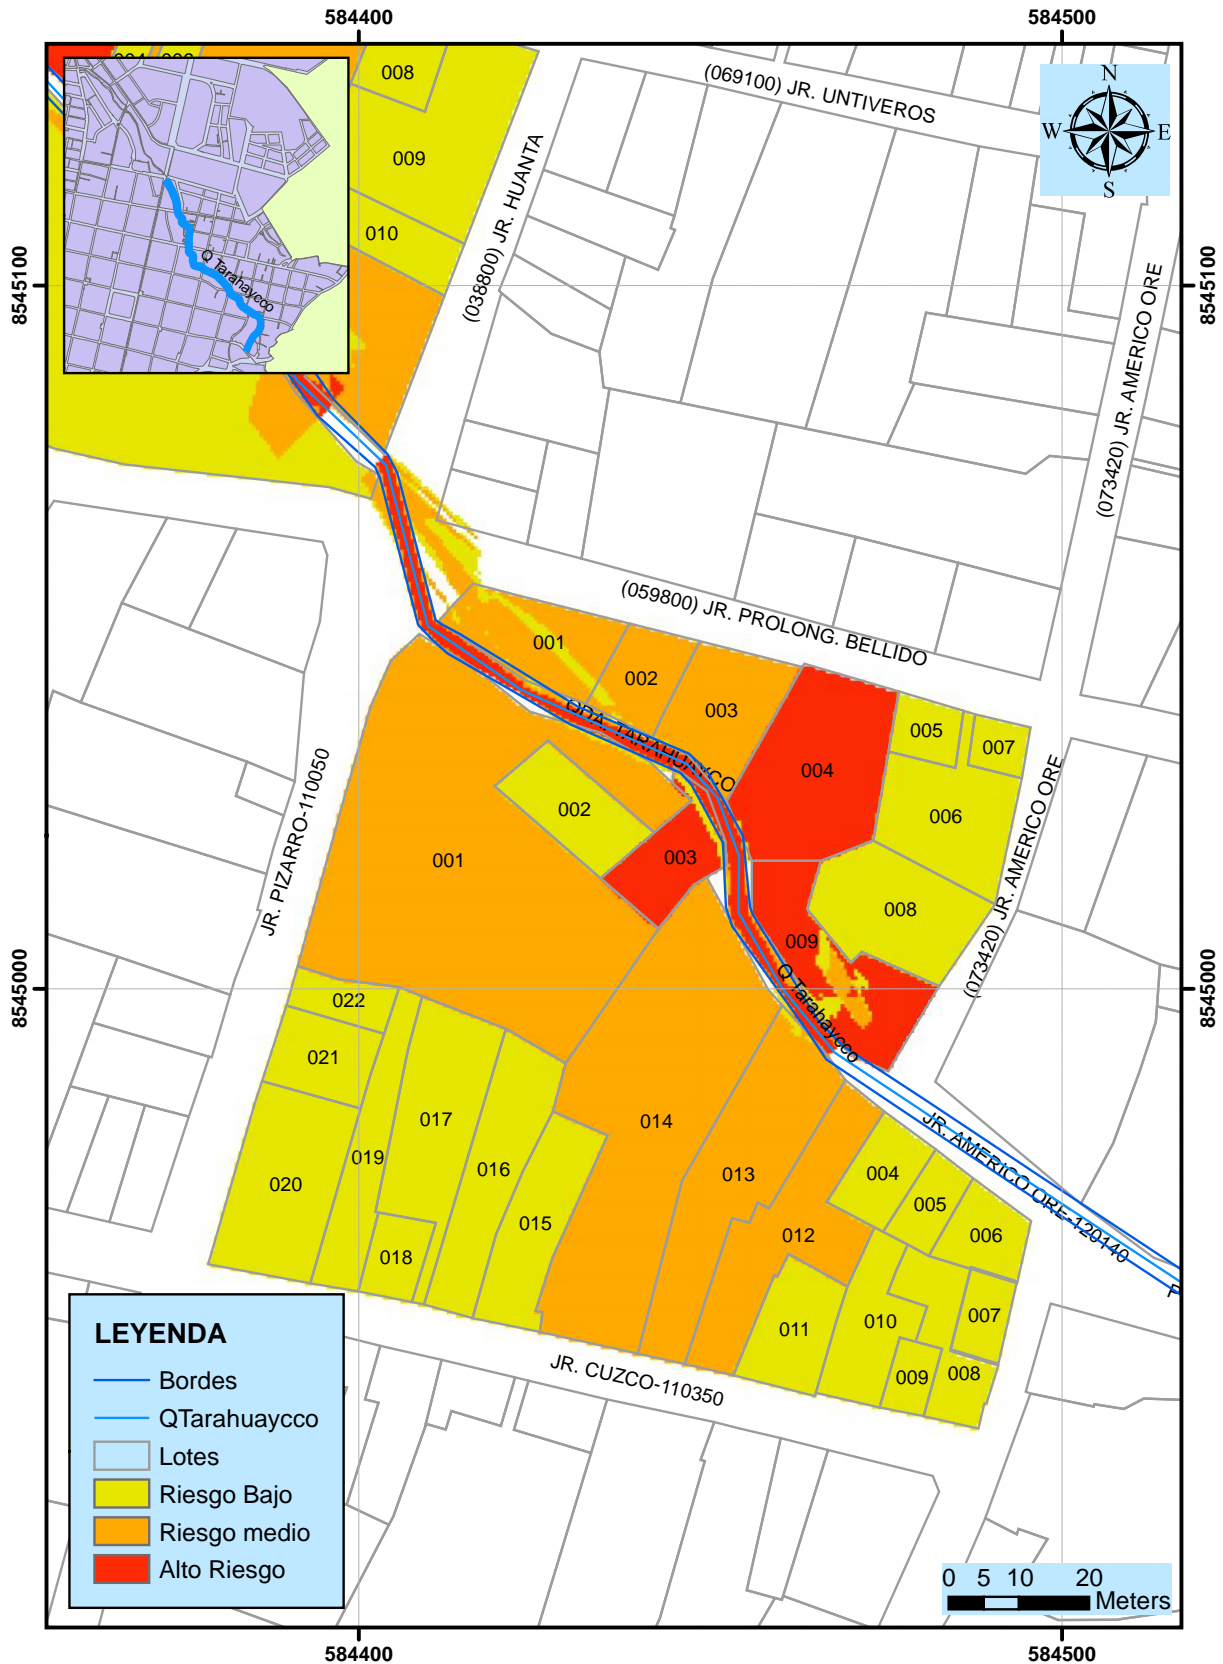 584400
584500
008
(069100) JR. UNTIVEROS
N
W
E
S
009
(038800) JR. HUANTA
010
Q Tarahaycco
8545100
8545100
(073420) JR. AMERICO ORE
(059800) JR. PROLONG. BELLIDO
001
002
003
QDA. TARAHUAYCO
004
005
007
006
JR. PIZARRO-110050
002
001
003
008
009
(073420) JR. AMERICO ORE
8545000
8545000
Q Tarahaycco
022
021
017
014
019
016
013
020
015
018
012
004
005
006
007
JR. AMERICO ORE-120140
010
011
009
008
JR. CUZCO-110350
LEYENDA
Bordes
QTarahuaycco
Lotes
Riesgo Bajo
Riesgo medio
Alto Riesgo
0 5 10 20
Meters
584400
584500